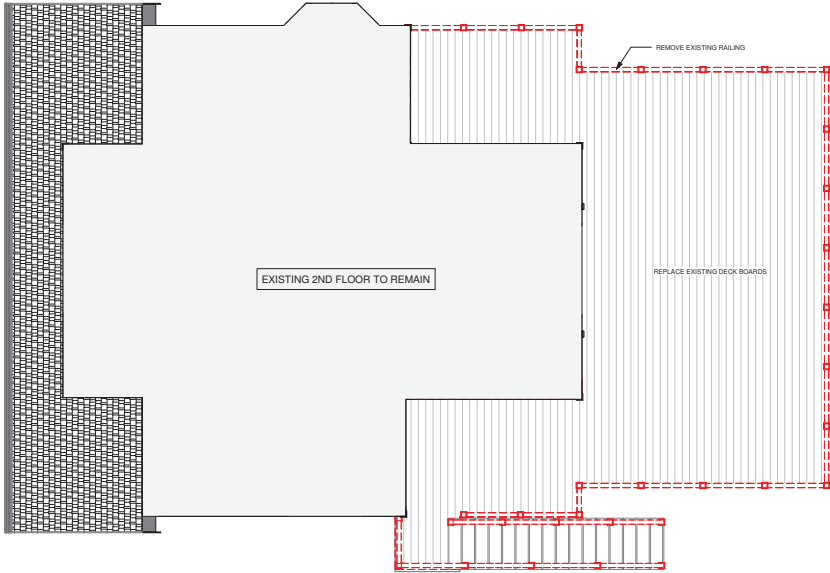 REMOVE EXISTING RAILING
REPLACE EXISTING DECK BOARDS
EXISTING 2ND FLOOR TO REMAIN